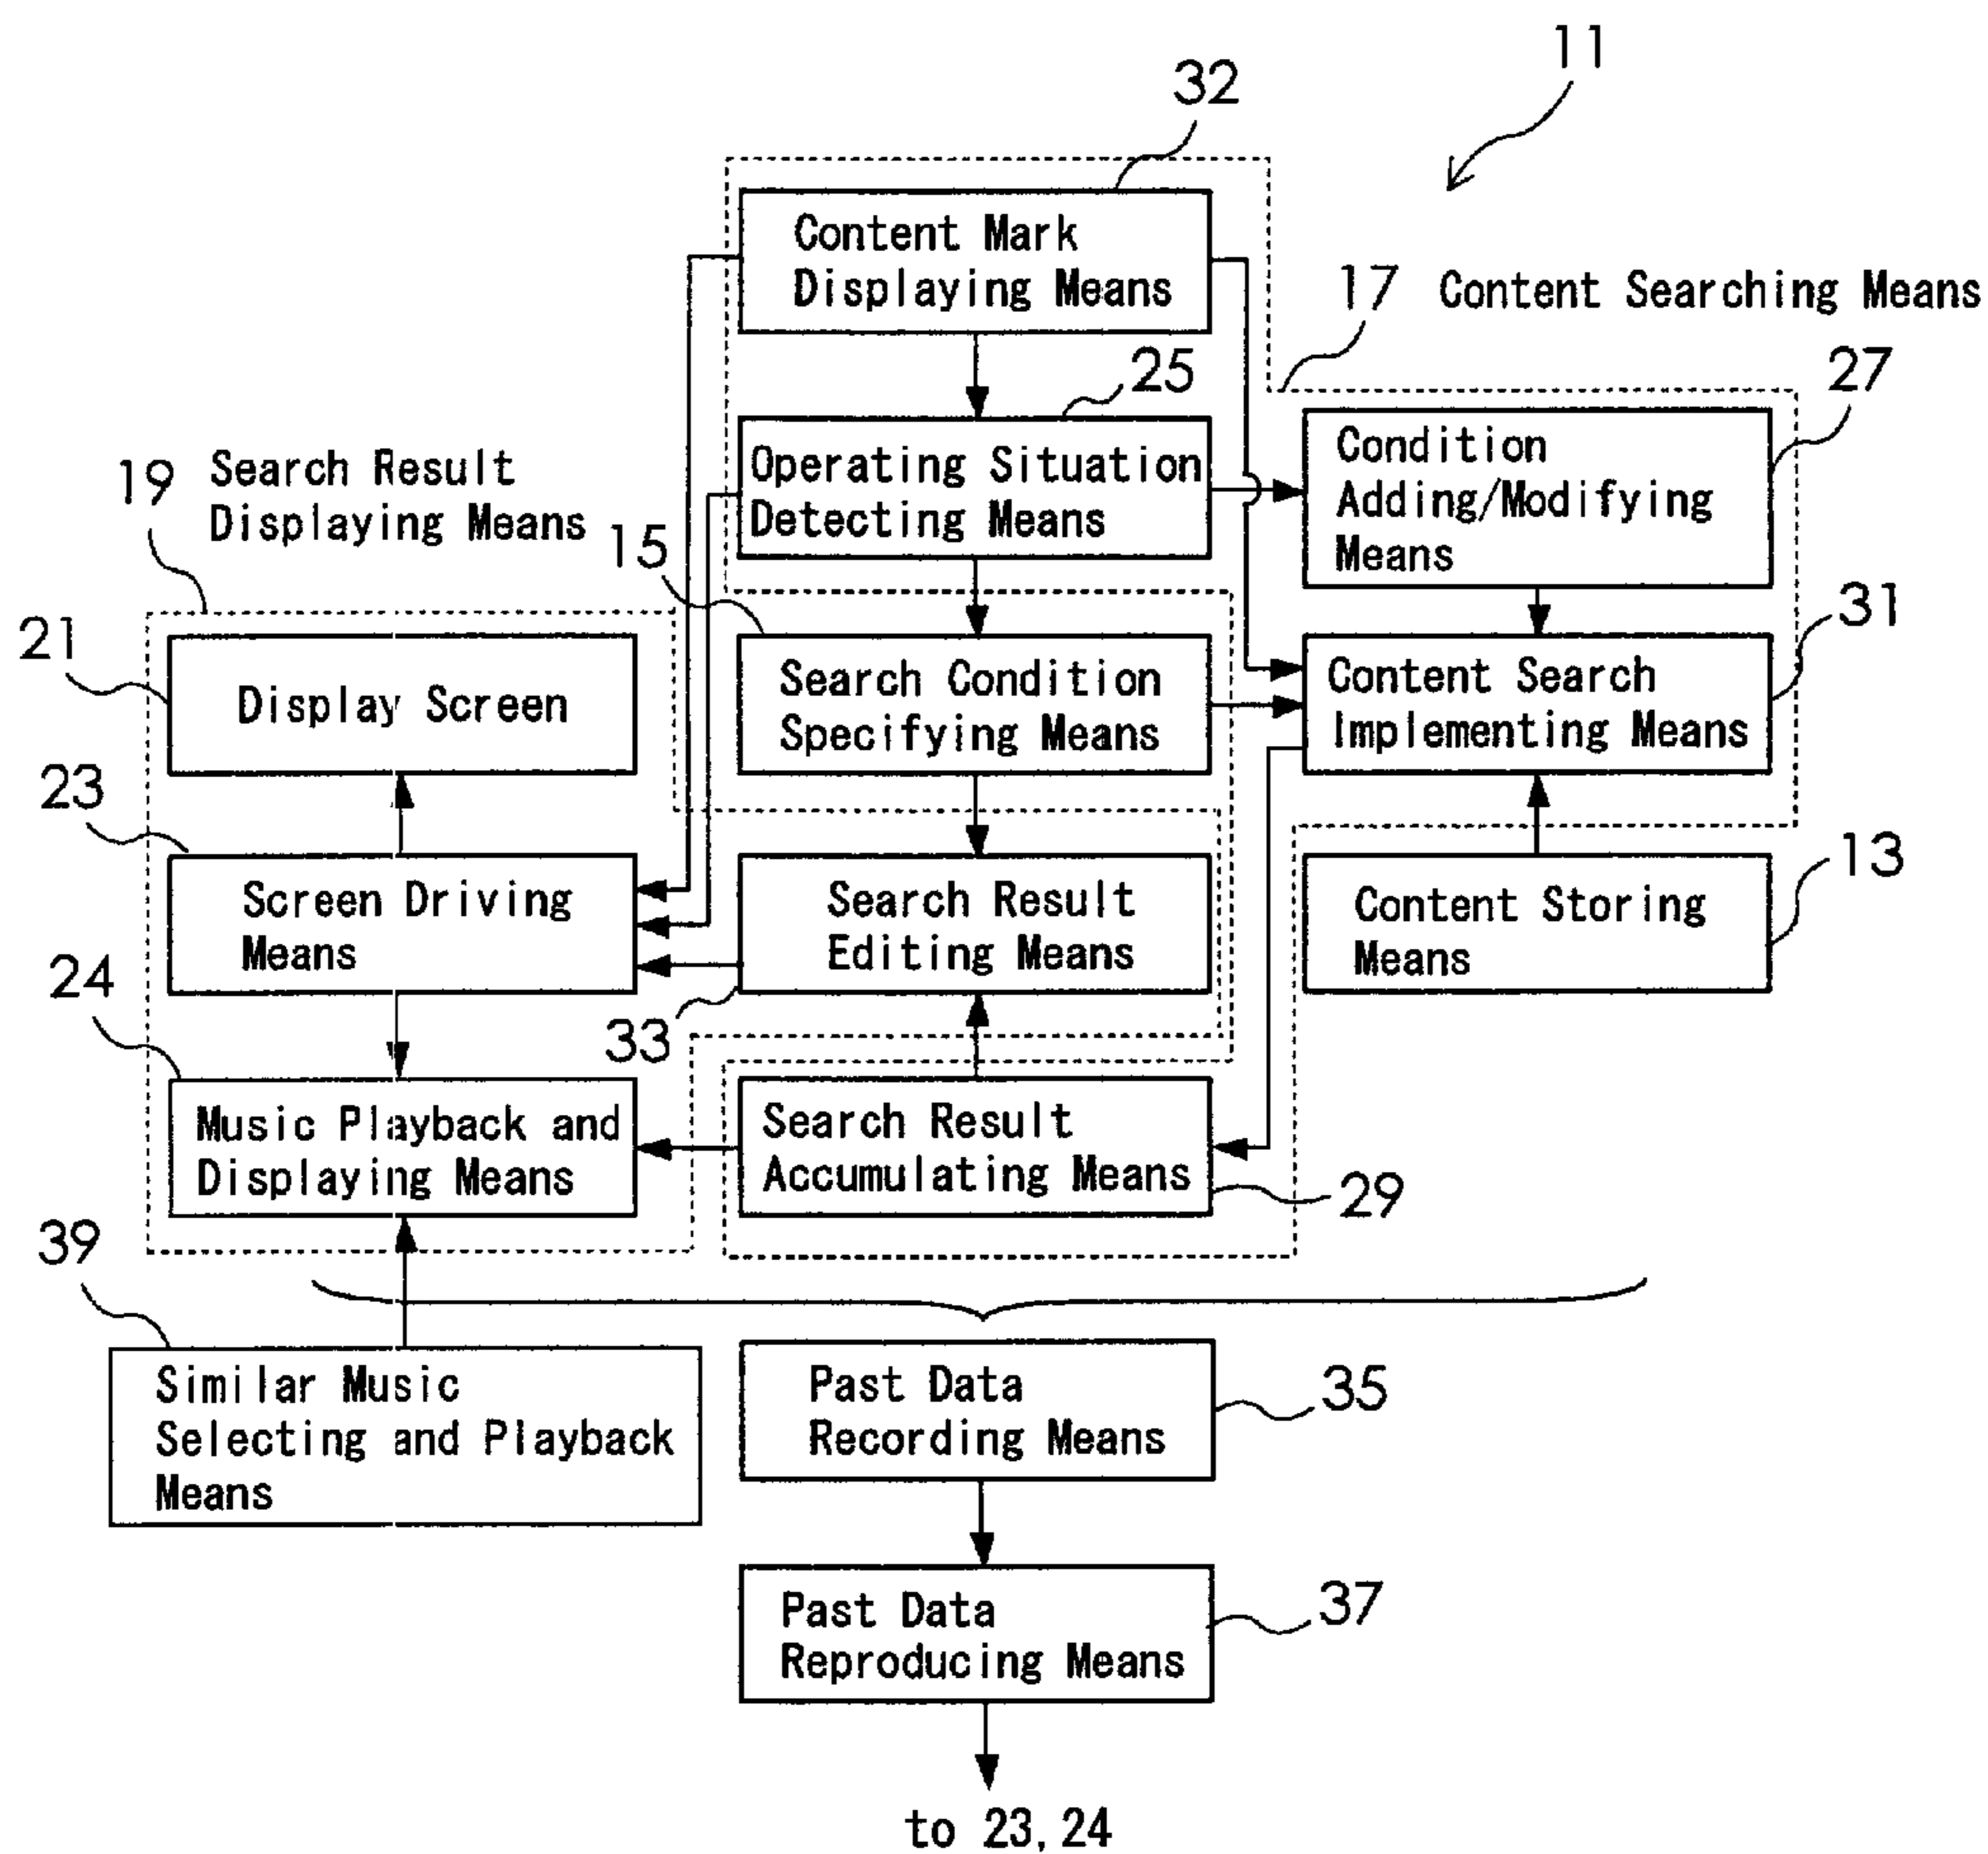 11
32
Content Mark
Displaying Means
17 Content Searching Means
25
27
Operating Situation
Detecting Means
Condition
Adding/Modifying
Means
19 Search Result
Displaying Means
15
21
Display Screen
Search Condition
Specifying Means
31
Content Search
Implementing Means
23
Screen Driving
Means
Search Result
Editing Means
13
Content Storing
Means
24
33
Music Playback and
Displaying Means
Search Result
Accumulating Means
29
39
Similar Music
Selecting and Playback
Means
Past Data
Recording Means
35
Past Data
Reproducing Means
37
to 23,24